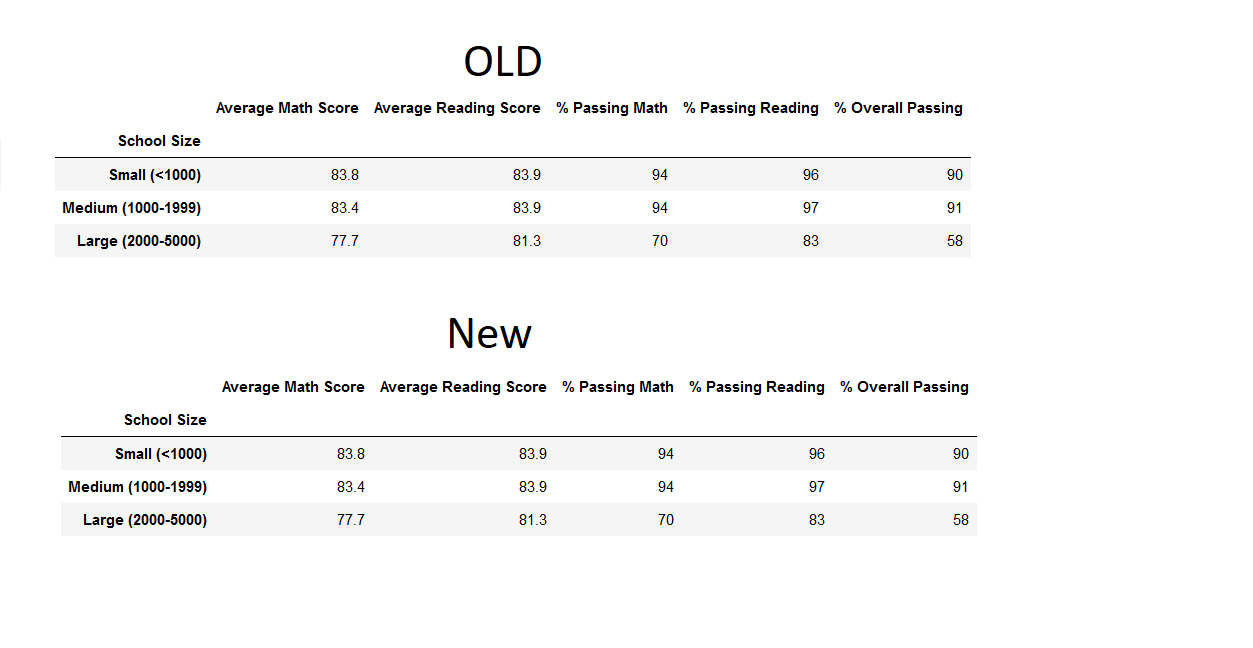 OLD
Average Math Score Average Reading Score % Passing Math % Passing Reading % Overall Passing
School Size
Small (<1000) 83.8 83.9 94 96 90
Medium (1000-1999) 83.4 83.9 94 97 91
Large (2000-5000) 77.7 81.3 70 83 58
New
Average Math Score Average Reading Score % Passing Math % Passing Reading % Overall Passing
School Size
Small (<1000) 83.8 83.9 94 96 90
Medium (1000-1999) 83.4 83.9 94 97 91
Large (2000-5000) 77.7 81.3 70 83 58